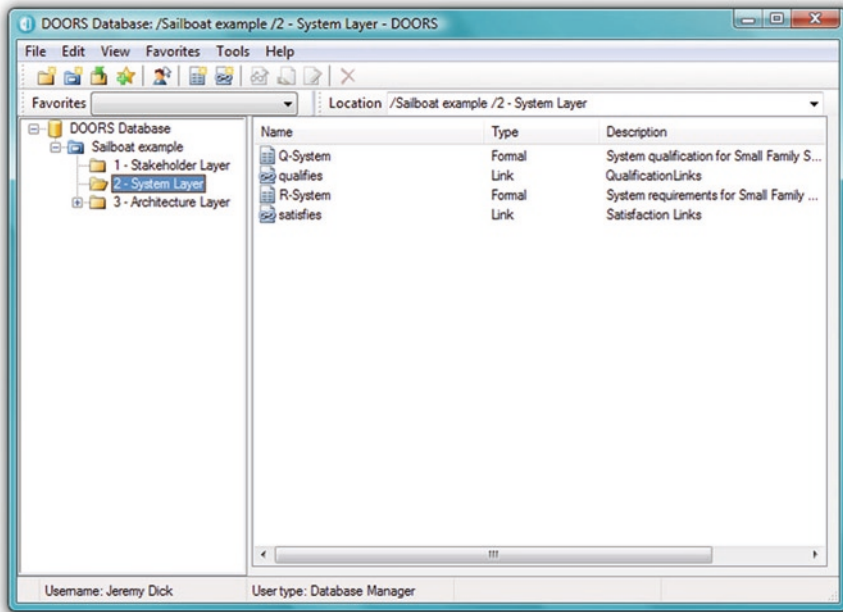 DOORS Database: /Sailboat example /2 - System Layer - DOORS
File Edit View Favorites Tools Help
Favorites Location /Sailboat example /2 - System Layer
DOORS Database
Sailboat example
1 - Stakeholder Layer
2 - System Layer
3 - Architecture Layer
Name Type Description
Q-System Formal System qualification for Small Family S...
qualifies Link QualificationLinks
R-System Formal System requirements for Small Family ...
satisfies Link Satisfaction Links
Username: Jeremy Dick User type: Database Manager